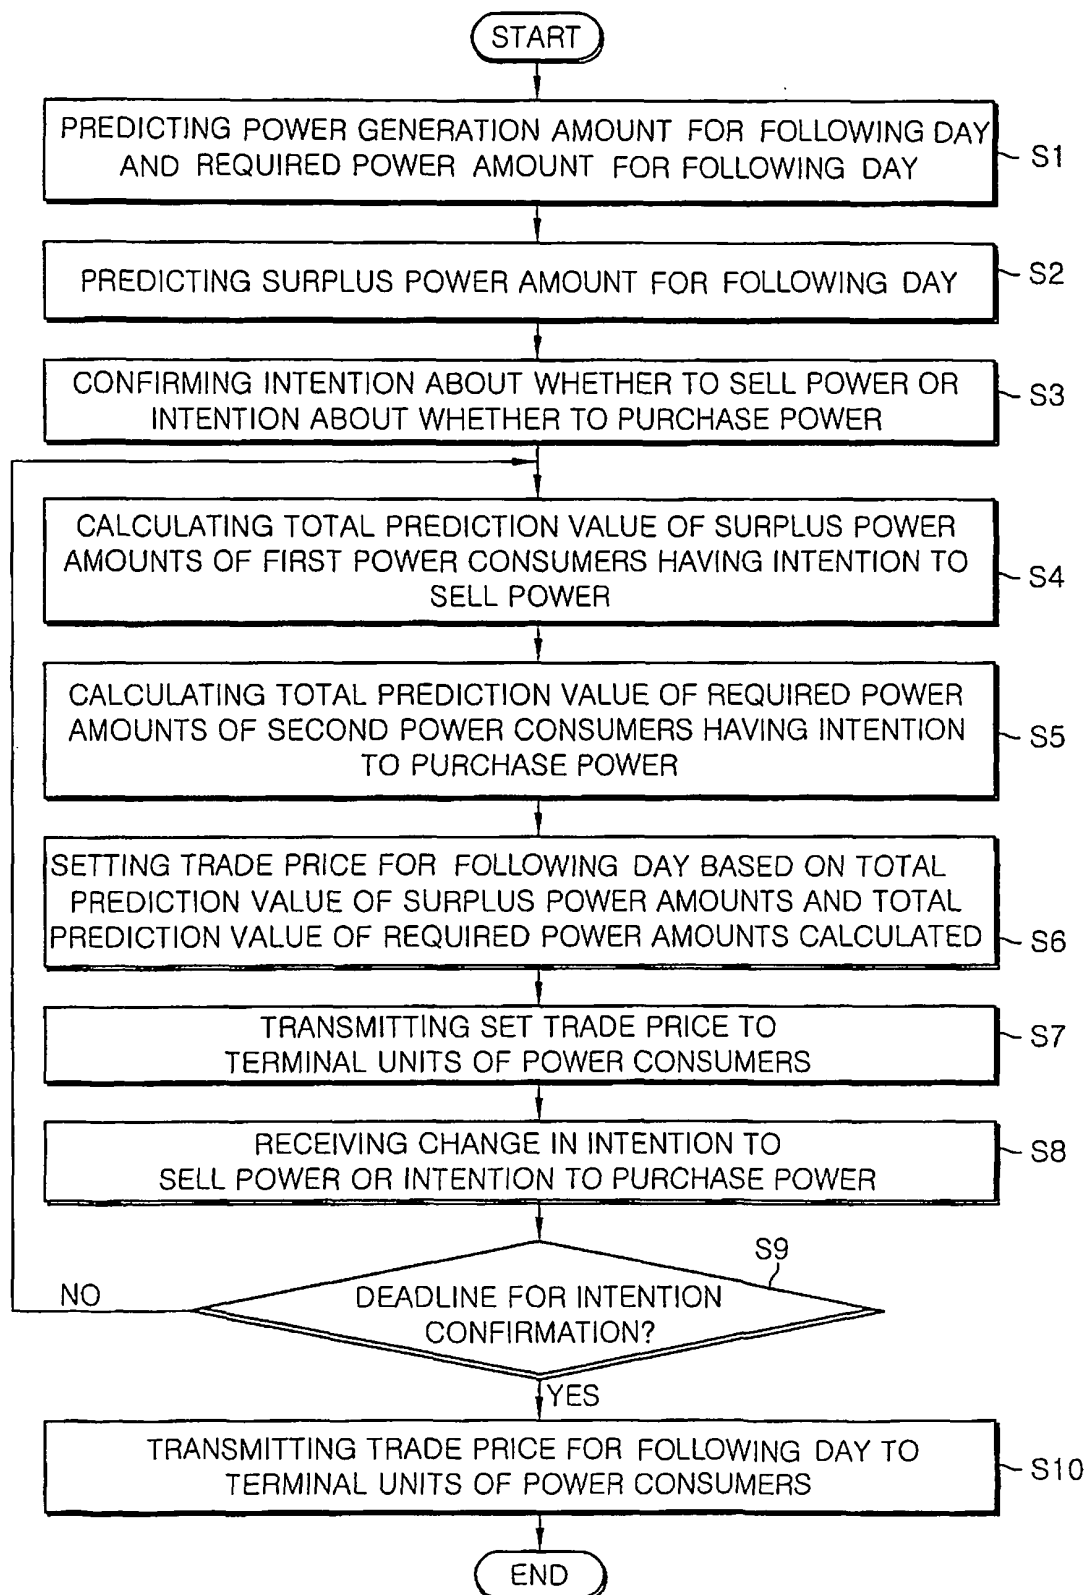 START
PREDICTING POWER GENERATION AMOUNT FOR FOLLOWING DAY
AND REQUIRED POWER AMOUNT FOR FOLLOWING DAY
S1
PREDICTING SURPLUS POWER AMOUNT FOR FOLLOWING DAY
S2
CONFIRMING INTENTION ABOUT WHETHER TO SELL POWER OR
INTENTION ABOUT WHETHER TO PURCHASE POWER
S3
CALCULATING TOTAL PREDICTION VALUE OF SURPLUS POWER
AMOUNTS OF FIRST POWER CONSUMERS HAVING INTENTION TO
SELL POWER
S4
CALCULATING TOTAL PREDICTION VALUE OF REQUIRED POWER
AMOUNTS OF SECOND POWER CONSUMERS HAVING INTENTION
TO PURCHASE POWER
S5
SETTING TRADE PRICE FOR FOLLOWING DAY BASED ON TOTAL
PREDICTION VALUE OF SURPLUS POWER AMOUNTS AND TOTAL
PREDICTION VALUE OF REQUIRED POWER AMOUNTS CALCULATED
S6
TRANSMITTING SET TRADE PRICE TO
TERMINAL UNITS OF POWER CONSUMERS
S7
RECEIVING CHANGE IN INTENTION TO
SELL POWER OR INTENTION TO PURCHASE POWER
S8
S9
NO
DEADLINE FOR INTENTION
CONFIRMATION?
YES
TRANSMITTING TRADE PRICE FOR FOLLOWING DAY TO
TERMINAL UNITS OF POWER CONSUMERS
S10
END